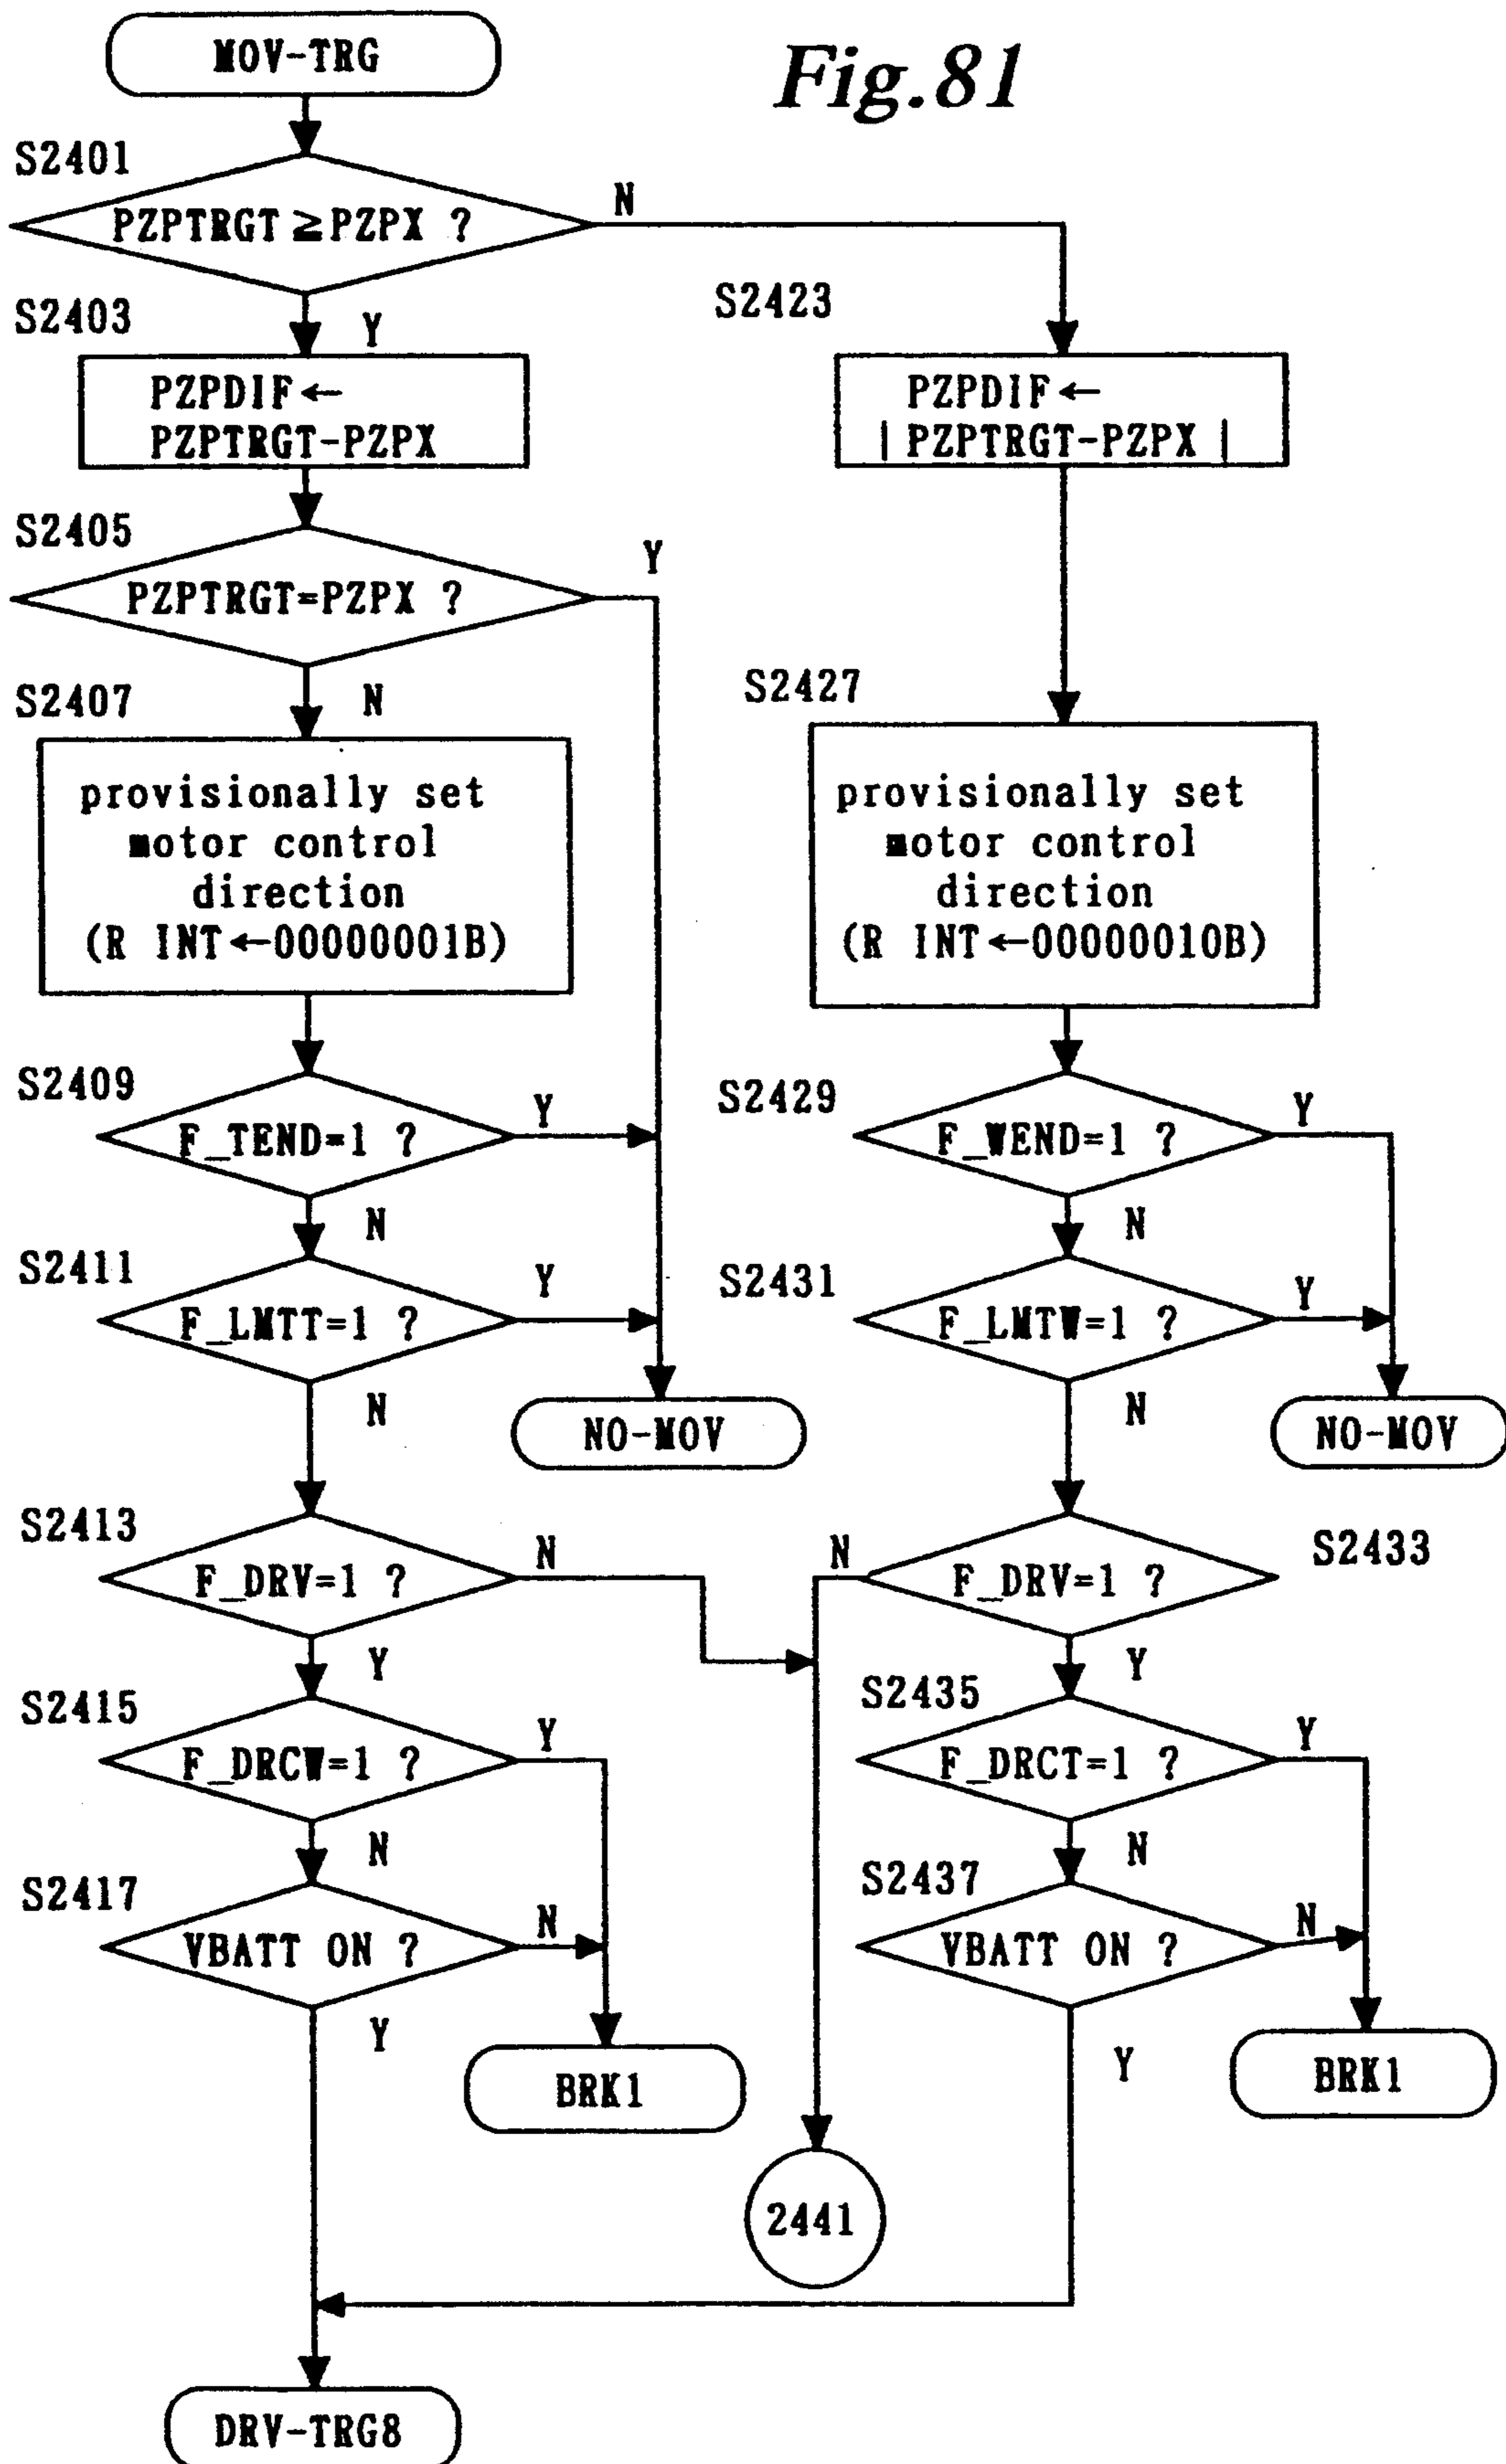 Fig.81
MOV-TRG
S2401
PZPTRGT≧PZPX ?
N
Y
S2403
PZPDIF←
PZPTRGT-PZPX
S2423
PZPDIF←
| PZPTRGT-PZPX |
S2405
PZPTRGT=PZPX ?
Y
N
S2407
provisionally set
motor control
direction
(R INT←00000001B)
S2427
provisionally set
motor control
direction
(R INT←00000010B)
S2409
F_TEND=1 ?
Y
N
S2429
F_WEND=1 ?
Y
N
S2411
F_LMTT=1 ?
Y
N
S2431
F_LMTW=1 ?
Y
N
NO-MOV
NO-MOV
S2413
F_DRV=1 ?
N
Y
S2433
F_DRV=1 ?
N
Y
S2415
F_DRCW=1 ?
Y
N
S2435
F_DRCT=1 ?
Y
N
S2417
VBATT ON ?
N
Y
S2437
VBATT ON ?
N
Y
BRK1
BRK1
2441
DRV-TRG8